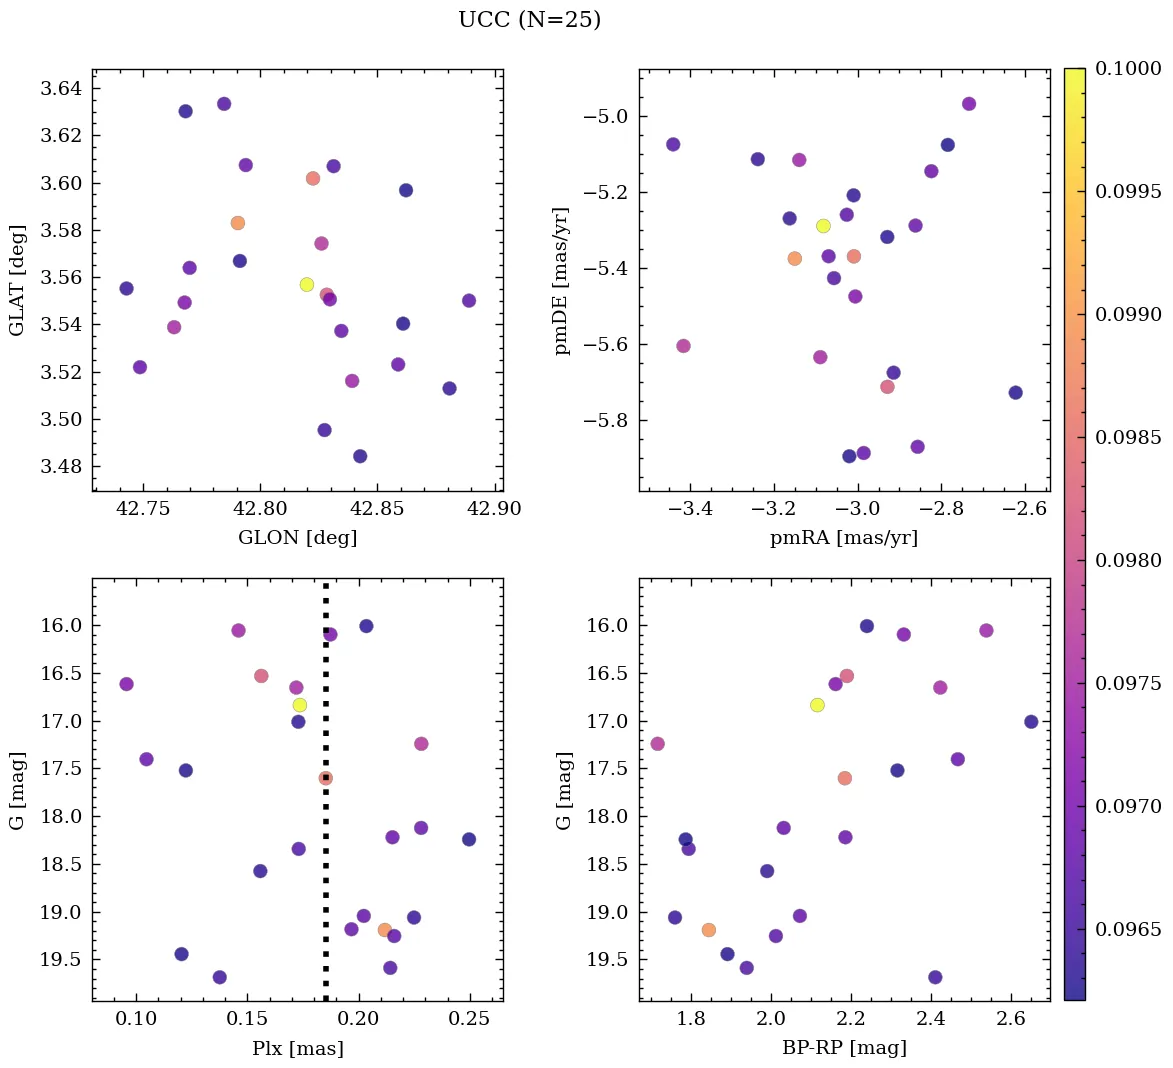 UCC (N=25)
3.64
3.62
3.60
3.58
3.56
3.54
3.52
3.50
3.48
GLAT [deg]
42.75 42.80 42.85 42.90
GLON [deg]
−5.0
−5.2
−5.4
−5.6
−5.8
pmDE [mas/yr]
−3.4 −3.2 −3.0 −2.8 −2.6
pmRA [mas/yr]
0.1000
0.0995
0.0990
0.0985
0.0980
0.0975
0.0970
0.0965
16.0
16.5
17.0
17.5
18.0
18.5
19.0
19.5
G [mag]
0.10 0.15 0.20 0.25
Plx [mas]
16.0
16.5
17.0
17.5
18.0
18.5
19.0
19.5
G [mag]
1.8 2.0 2.2 2.4 2.6
BP-RP [mag]